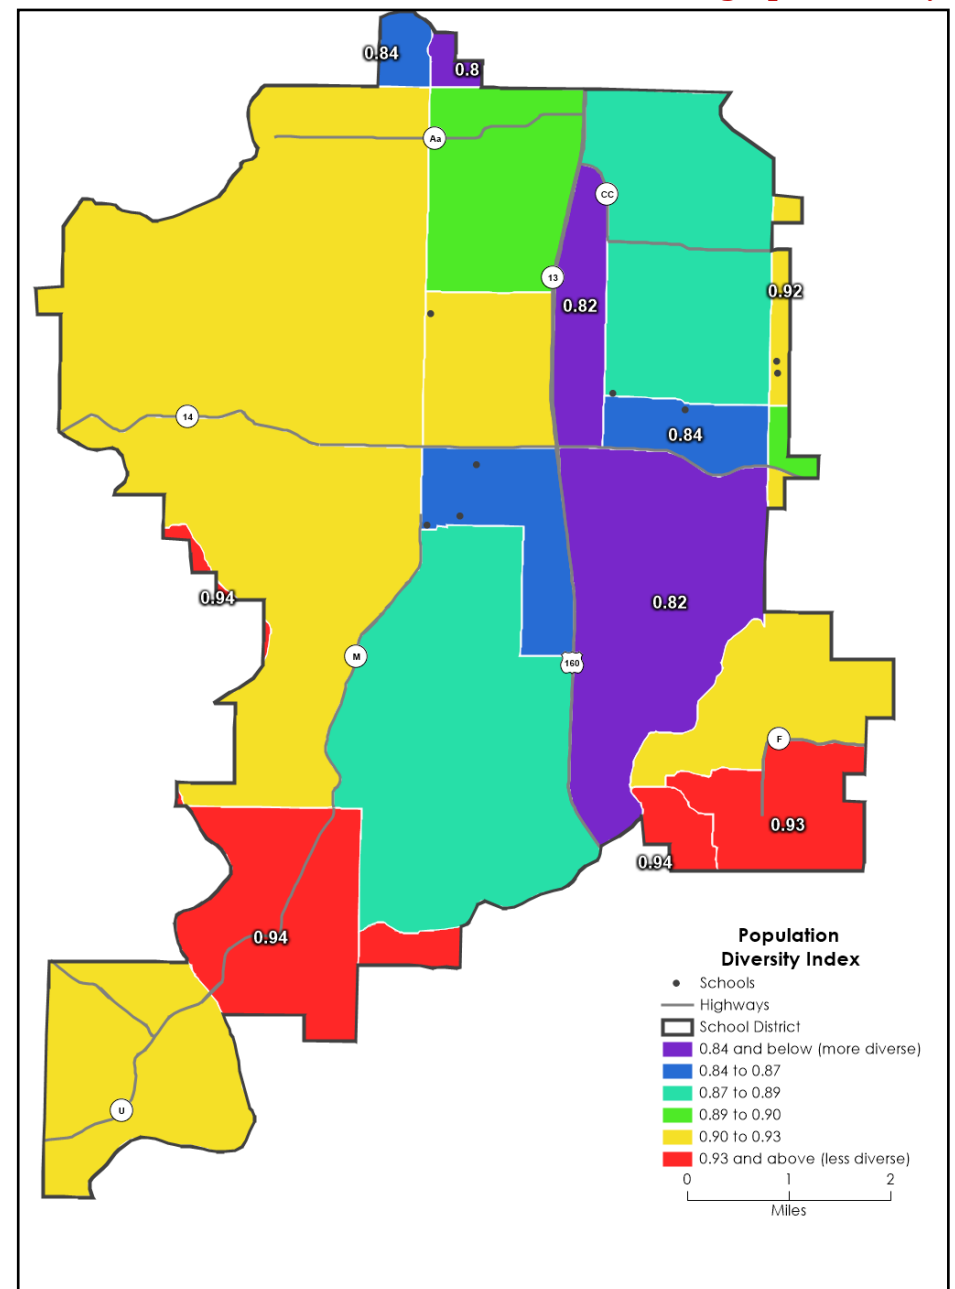 0.84
0.8
Aa
CC
13
0.92
0.82
14
0.84
0.94
0.82
M
160
F
0.93
0.94
0.94
Population
Diversity Index
Schools
Highways
School District
0.84 and below (more diverse)
0.84 to 0.87
0.87 to 0.89
0.89 to 0.90
0.90 to 0.93
0.93 and above (less diverse)
U
0 1 2
Miles